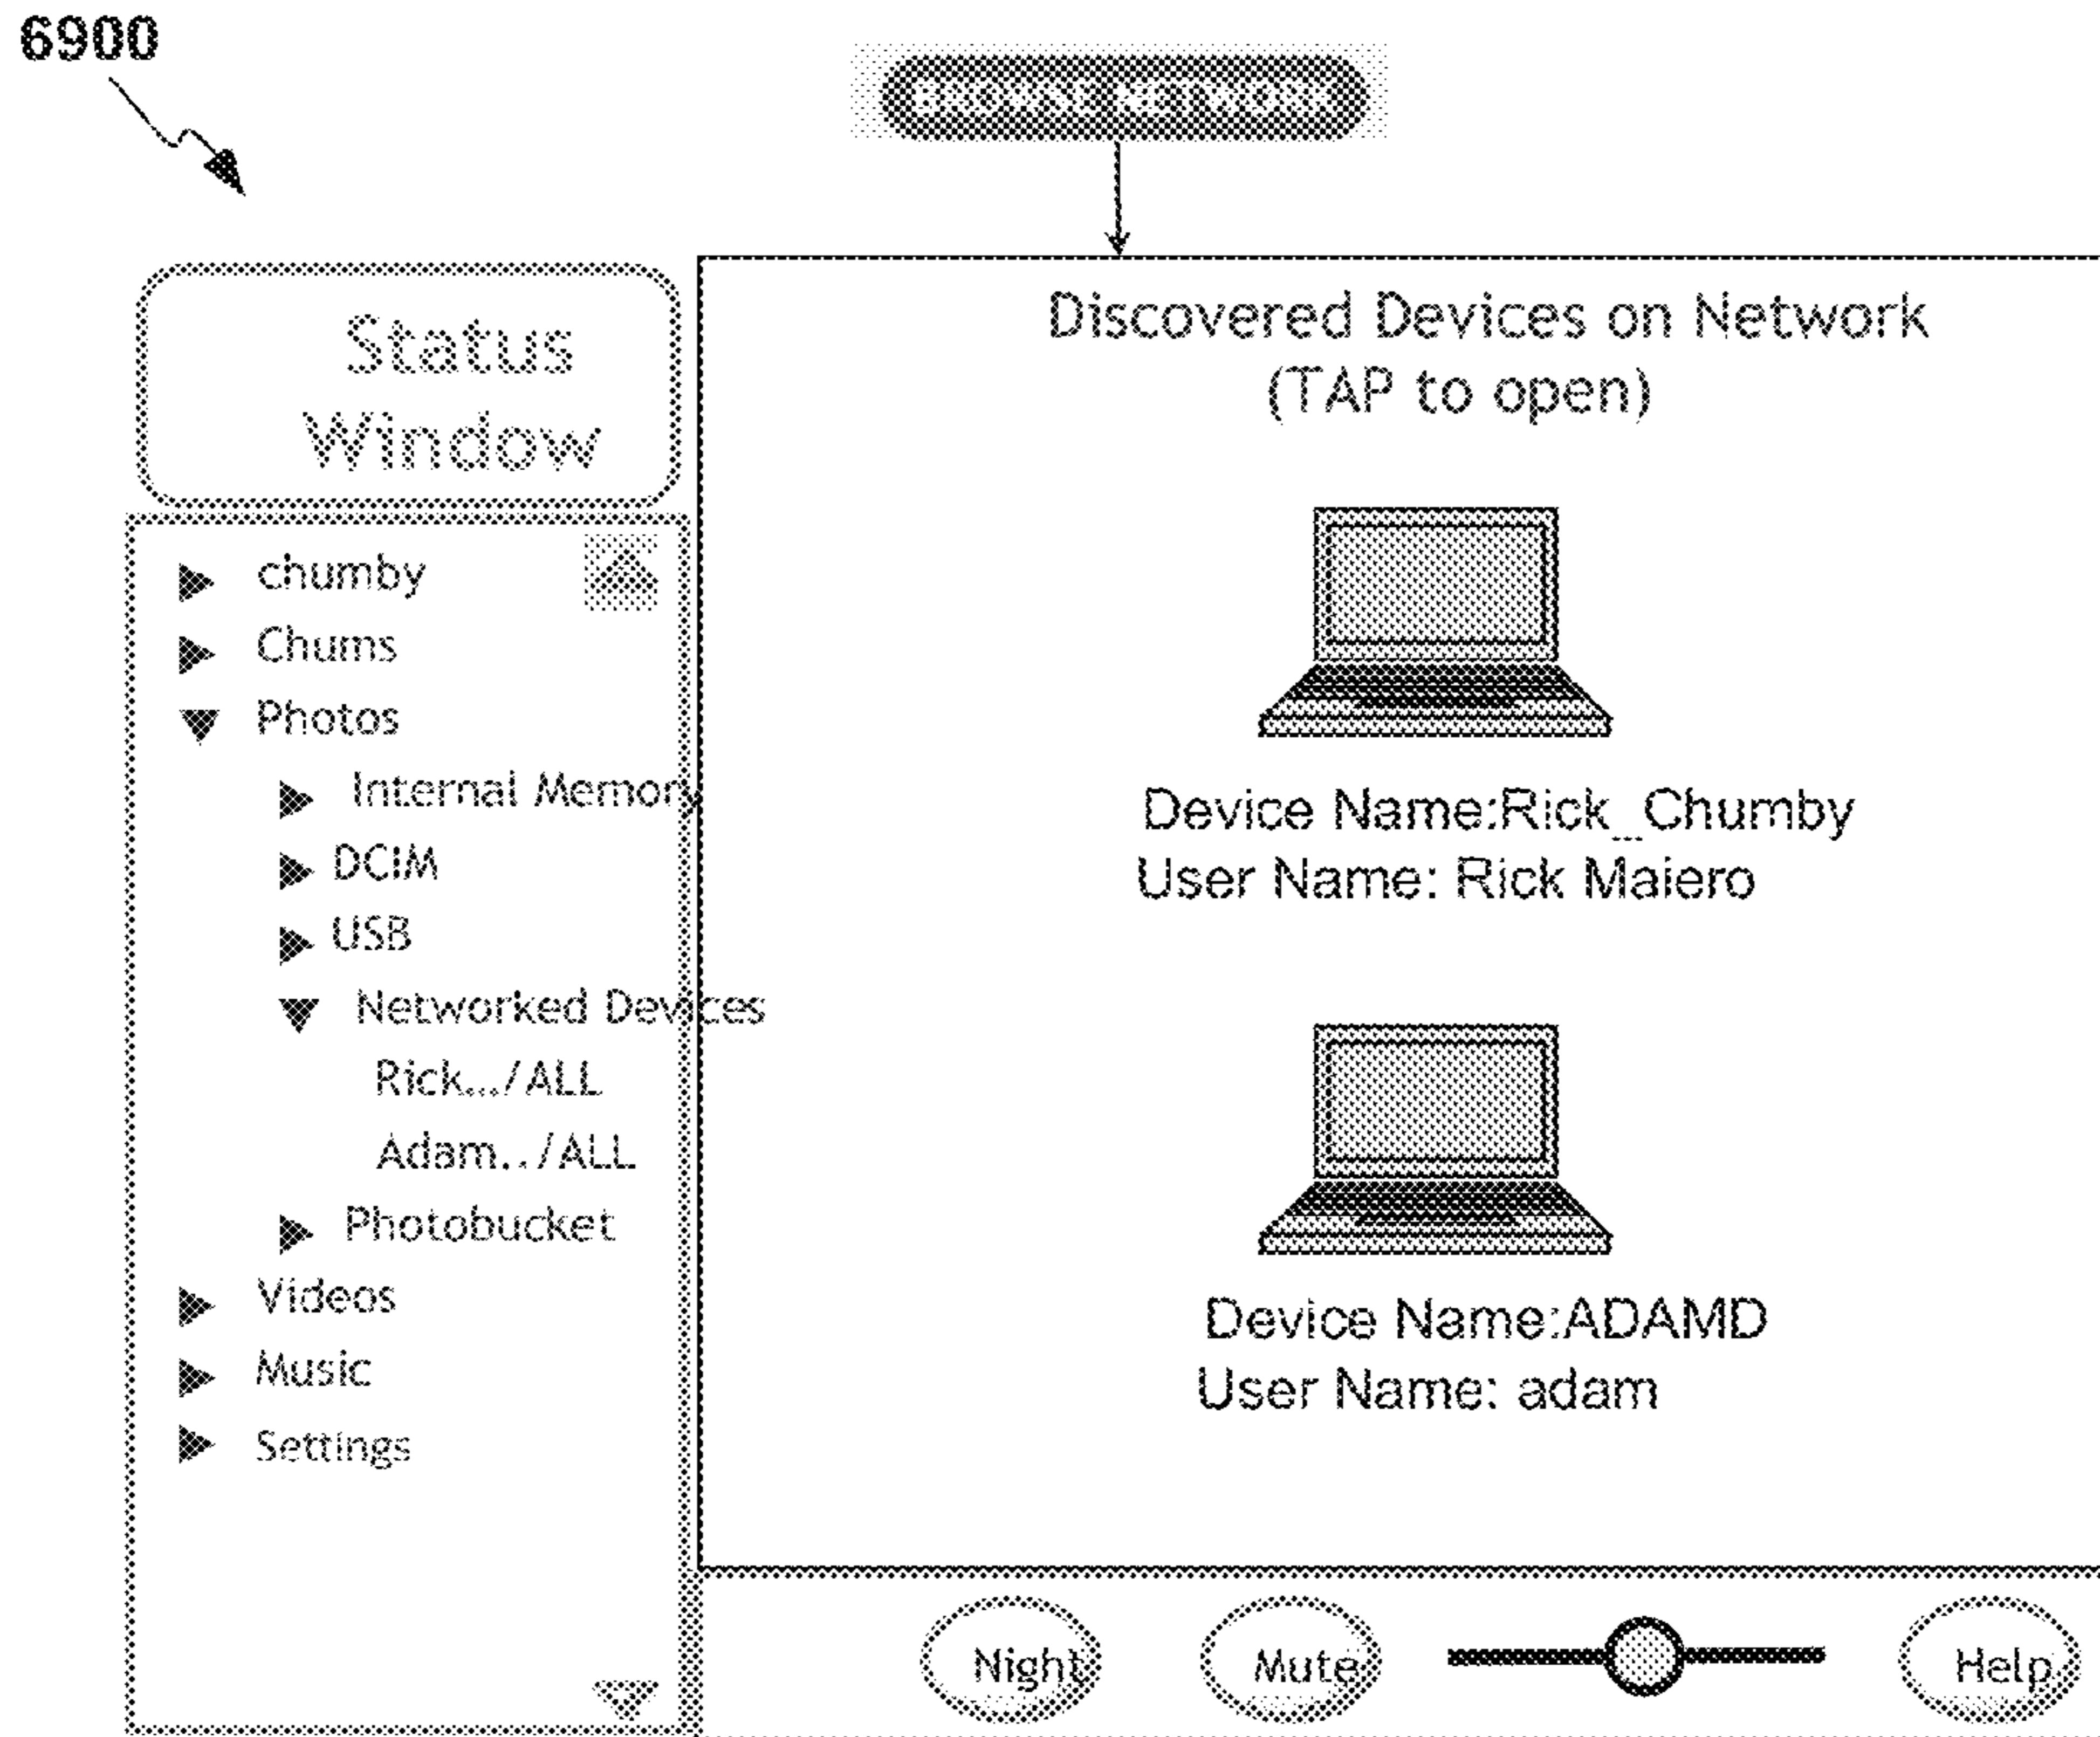 6900
BROWSE NETWORK
Status
Window
chumby
Chums
Photos
Internal Memory
DCIM
USB
Networked Devices
Rick.../ALL
Adam../ALL
Photobucket
Videos
Music
Settings
Discovered Devices on Network
(TAP to open)
Device Name:Rick_Chumby
User Name: Rick Maiero
Device Name:ADAMD
User Name: adam
Night
Mute
Help